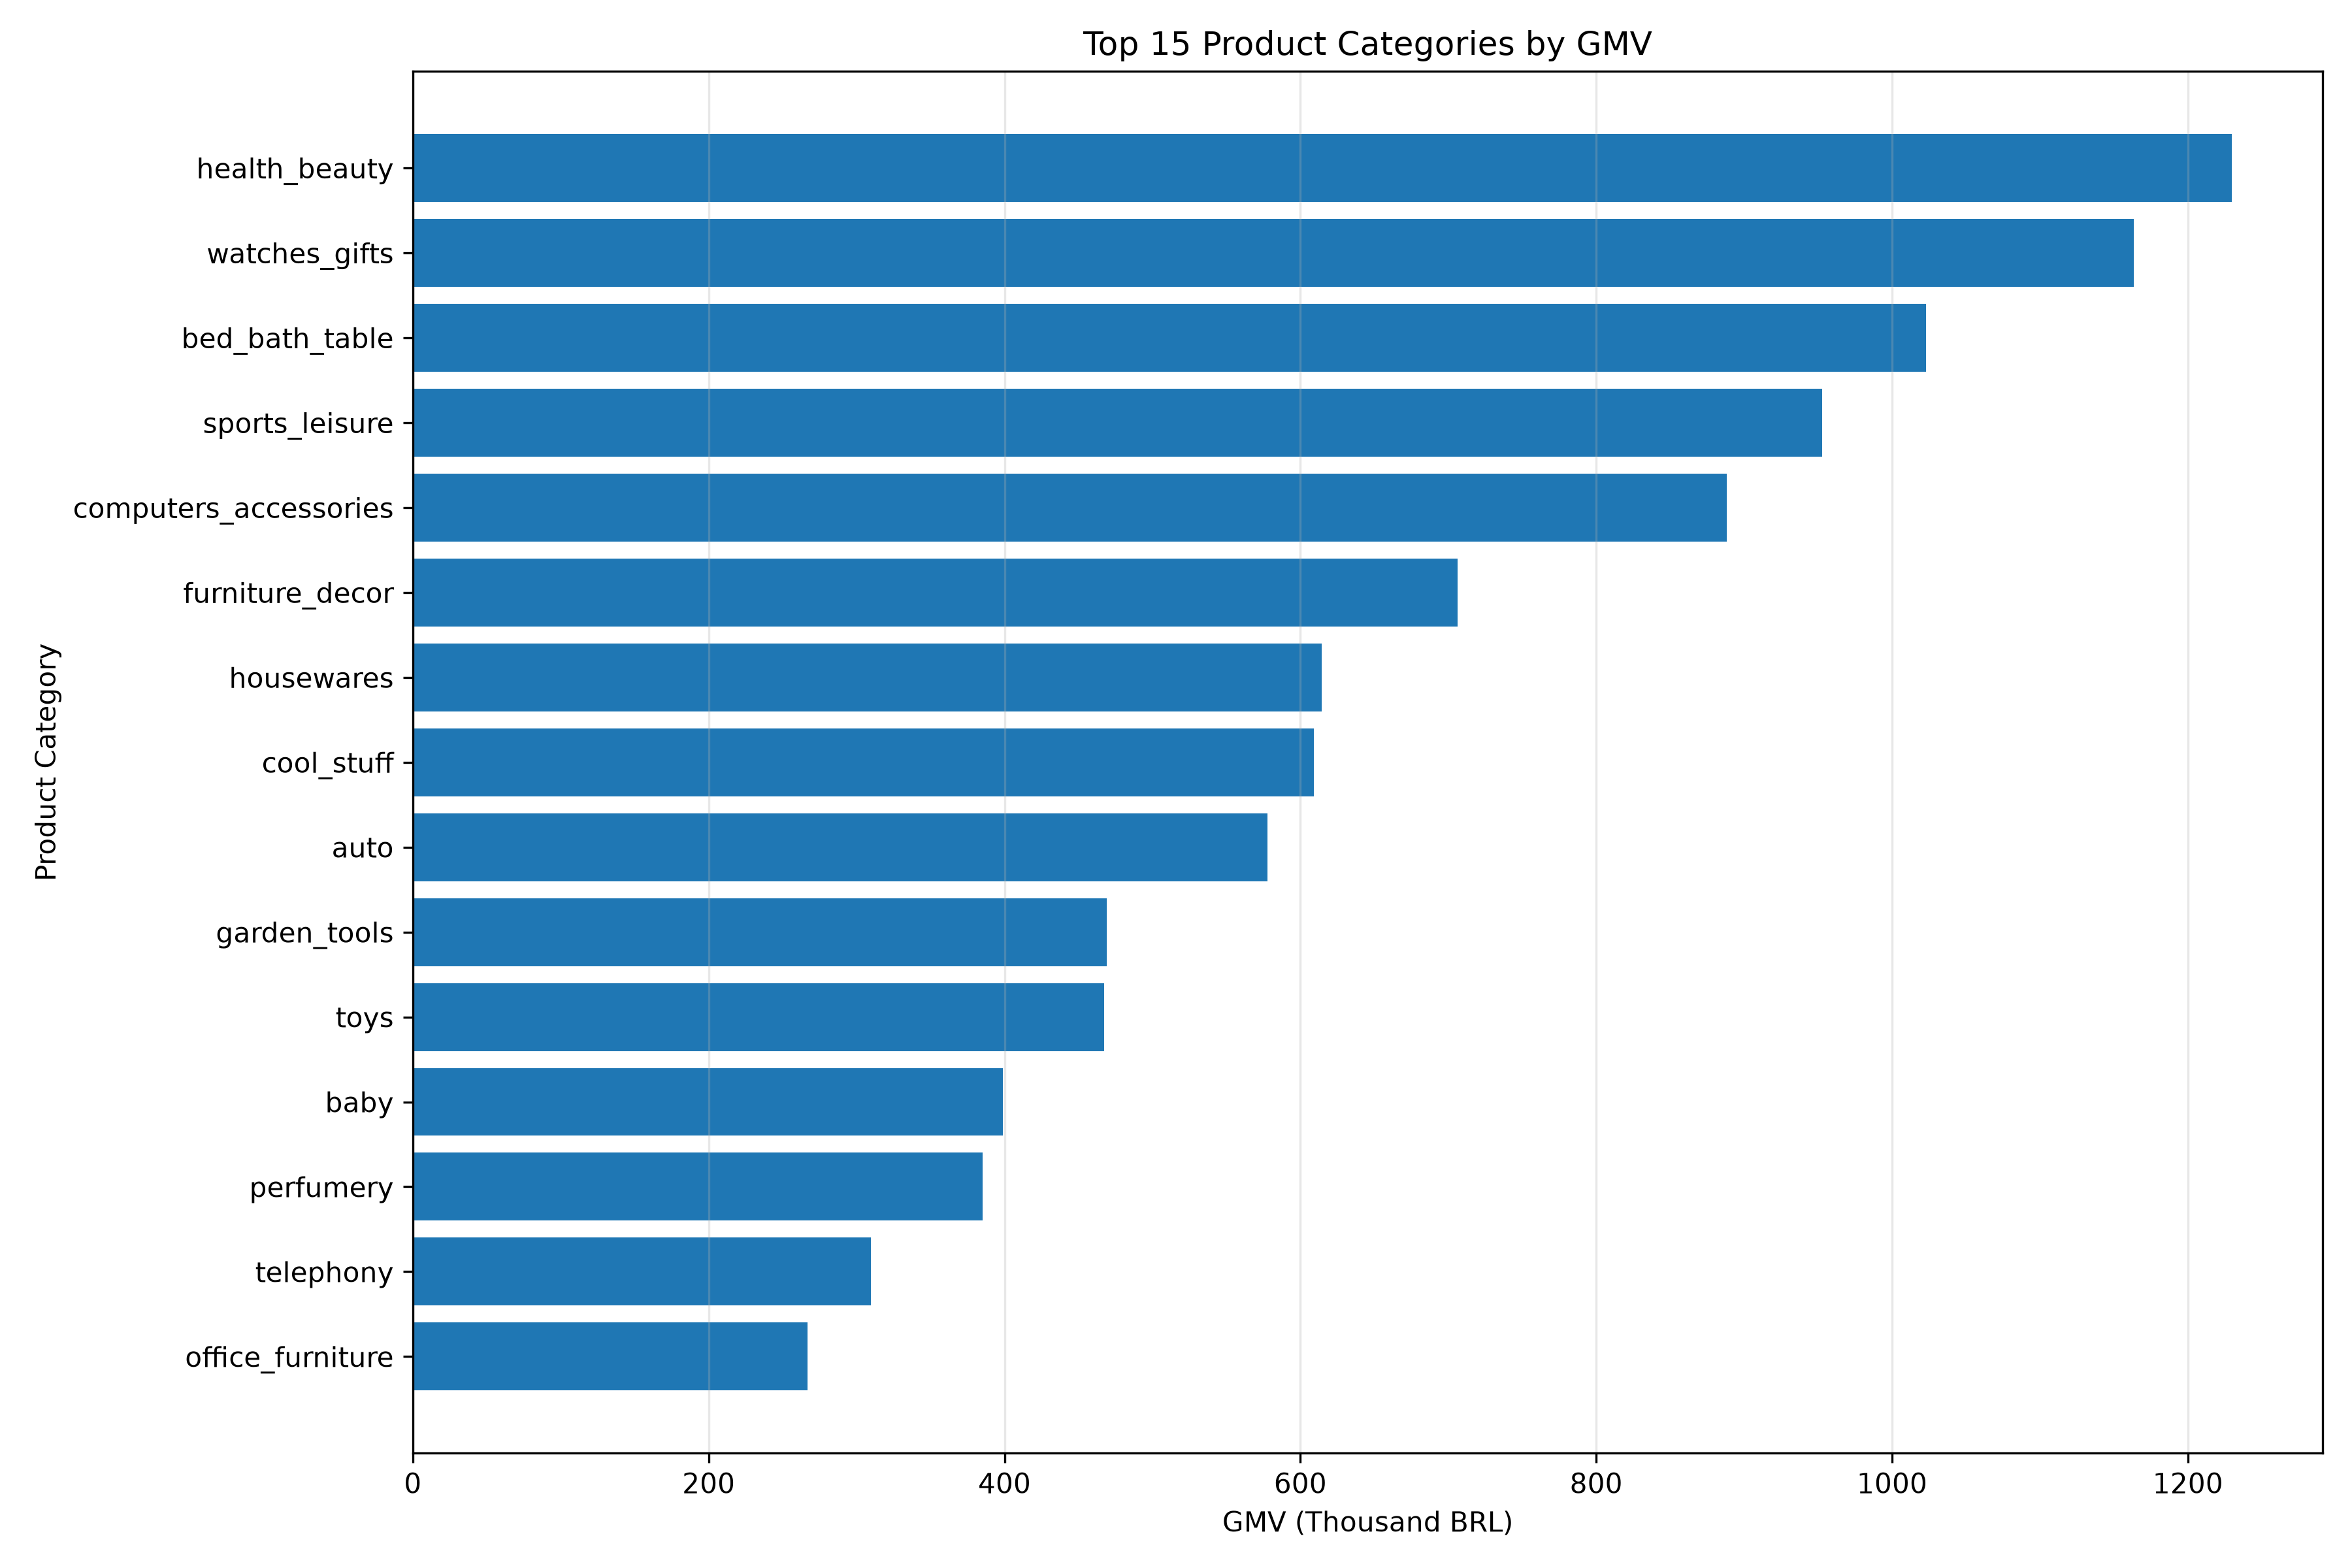 Top 15 Product Categories by GMV
health_beauty
watches_gifts
bed_bath_table
sports_leisure
computers_accessories
furniture_decor
housewares
cool_stuff
auto
garden_tools
toys
baby
perfumery
telephony
office_furniture
Product Category
0 200 400 600 800 1000 1200
GMV (Thousand BRL)